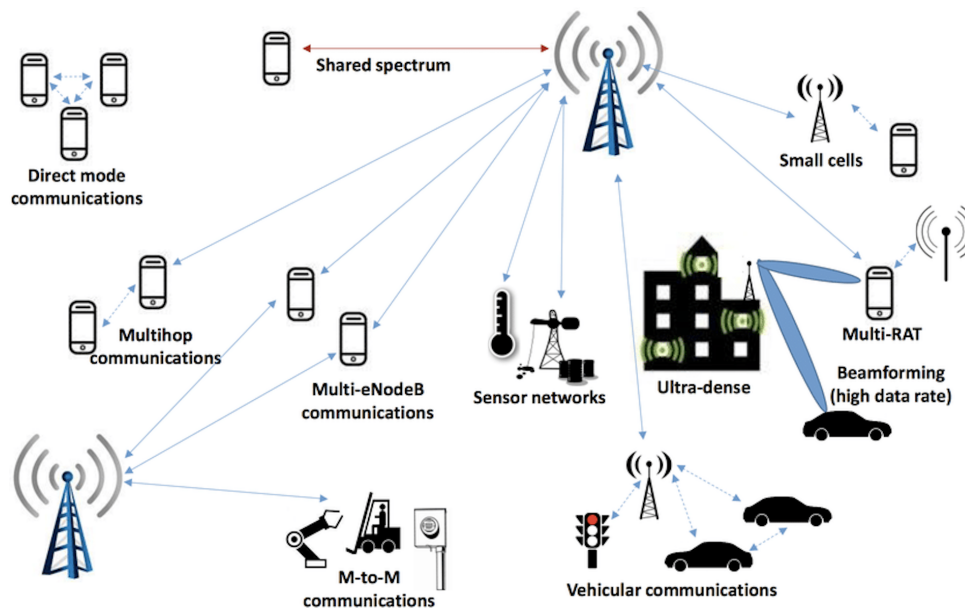 Shared spectrum
Direct mode
communications
Small cells
Multihop
communications
Multi-eNodeB
communications
Sensor networks
Ultra-dense
Multi-RAT
Beamforming
(high data rate)
M-to-M
communications
Vehicular communications